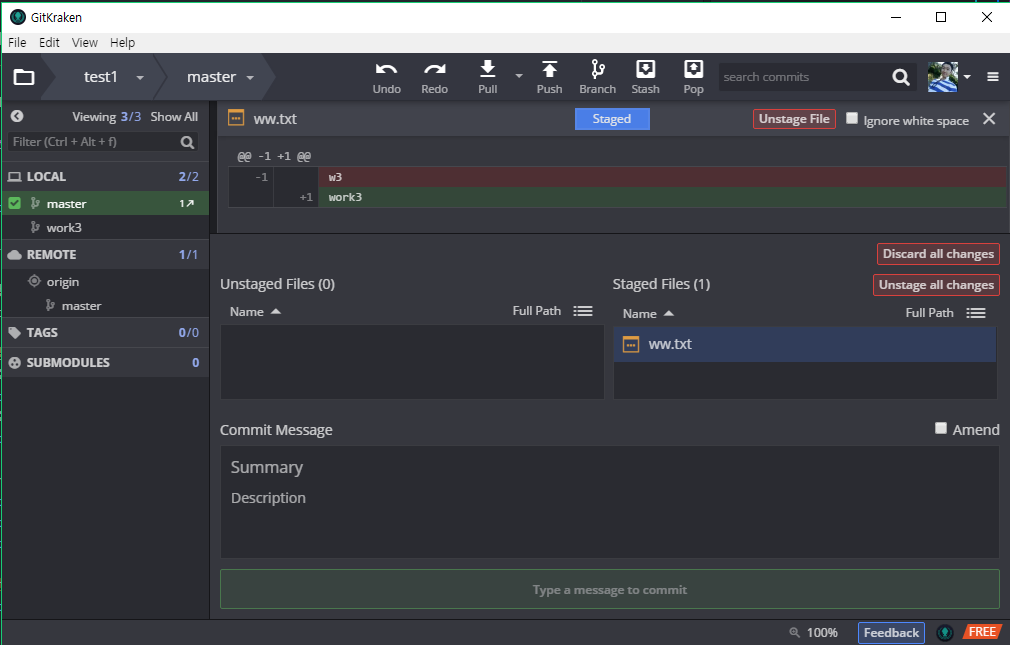 GitKraken
File Edit View Help
test1 master Undo Redo Pull Push Branch Stash Pop search commits
Viewing 3/3 Show All
Filter (Ctrl + Alt + f)
LOCAL 2/2
master 1
work3
REMOTE 1/1
origin
master
TAGS 0/0
SUBMODULES 0
ww.txt Staged Unstage File Ignore white space
@@ -1 +1 @@
-1 w3
+1 work3
Discard all changes
Unstaged Files (0) Staged Files (1) Unstage all changes
Name Full Path Name Full Path
ww.txt
Commit Message Amend
Summary
Description
Type a message to commit
100% Feedback FREE